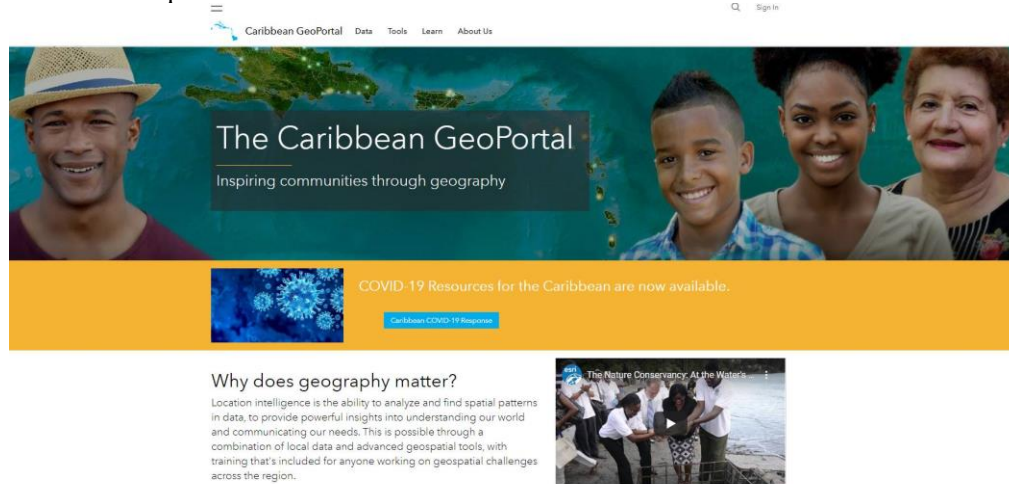 Sign In
Caribbean GeoPortal Data Tools Learn About Us
The Caribbean GeoPortal
Inspiring communities through geography
COVID-19 Resources for the Caribbean are now available.
Caribbean COVID-19 Response
Why does geography matter?
Location intelligence is the ability to analyze and find spatial patterns
in data, to provide powerful insights into understanding our world
and communicating our needs. This is possible through a
combination of local data and advanced geospatial tools, with
training that's included for anyone working on geospatial challenges
across the region.
esri
The Nature Conservancy: At the Water's ...